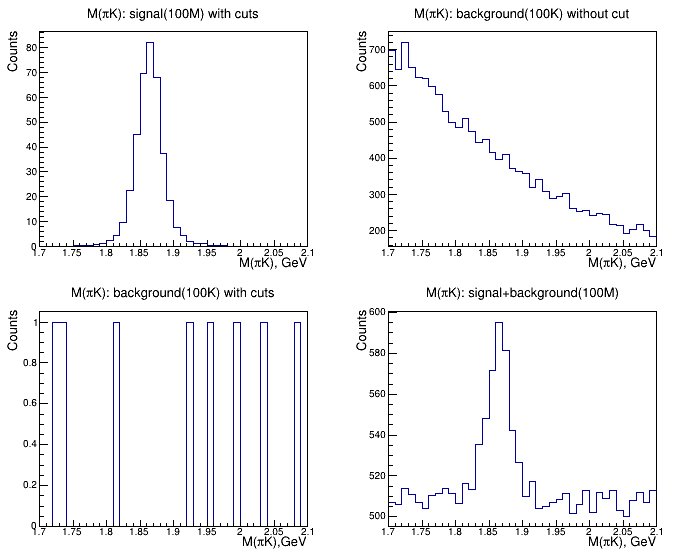 M(πK): signal(100M) with cuts
Counts
80
70
60
50
40
30
20
10
0
1.7 1.75 1.8 1.85 1.9 1.95 2 2.05 2.1
M(πK), GeV
M(πK): background(100K) without cut
Counts
700
600
500
400
300
200
1.7 1.75 1.8 1.85 1.9 1.95 2 2.05 2.1
M(πK), GeV
M(πK): background(100K) with cuts
Counts
1
0.8
0.6
0.4
0.2
0
1.7 1.75 1.8 1.85 1.9 1.95 2 2.05 2.1
M(πK),GeV
M(πK): signal+background(100M)
Counts
600
580
560
540
520
500
1.7 1.75 1.8 1.85 1.9 1.95 2 2.05 2.1
M(πK), GeV